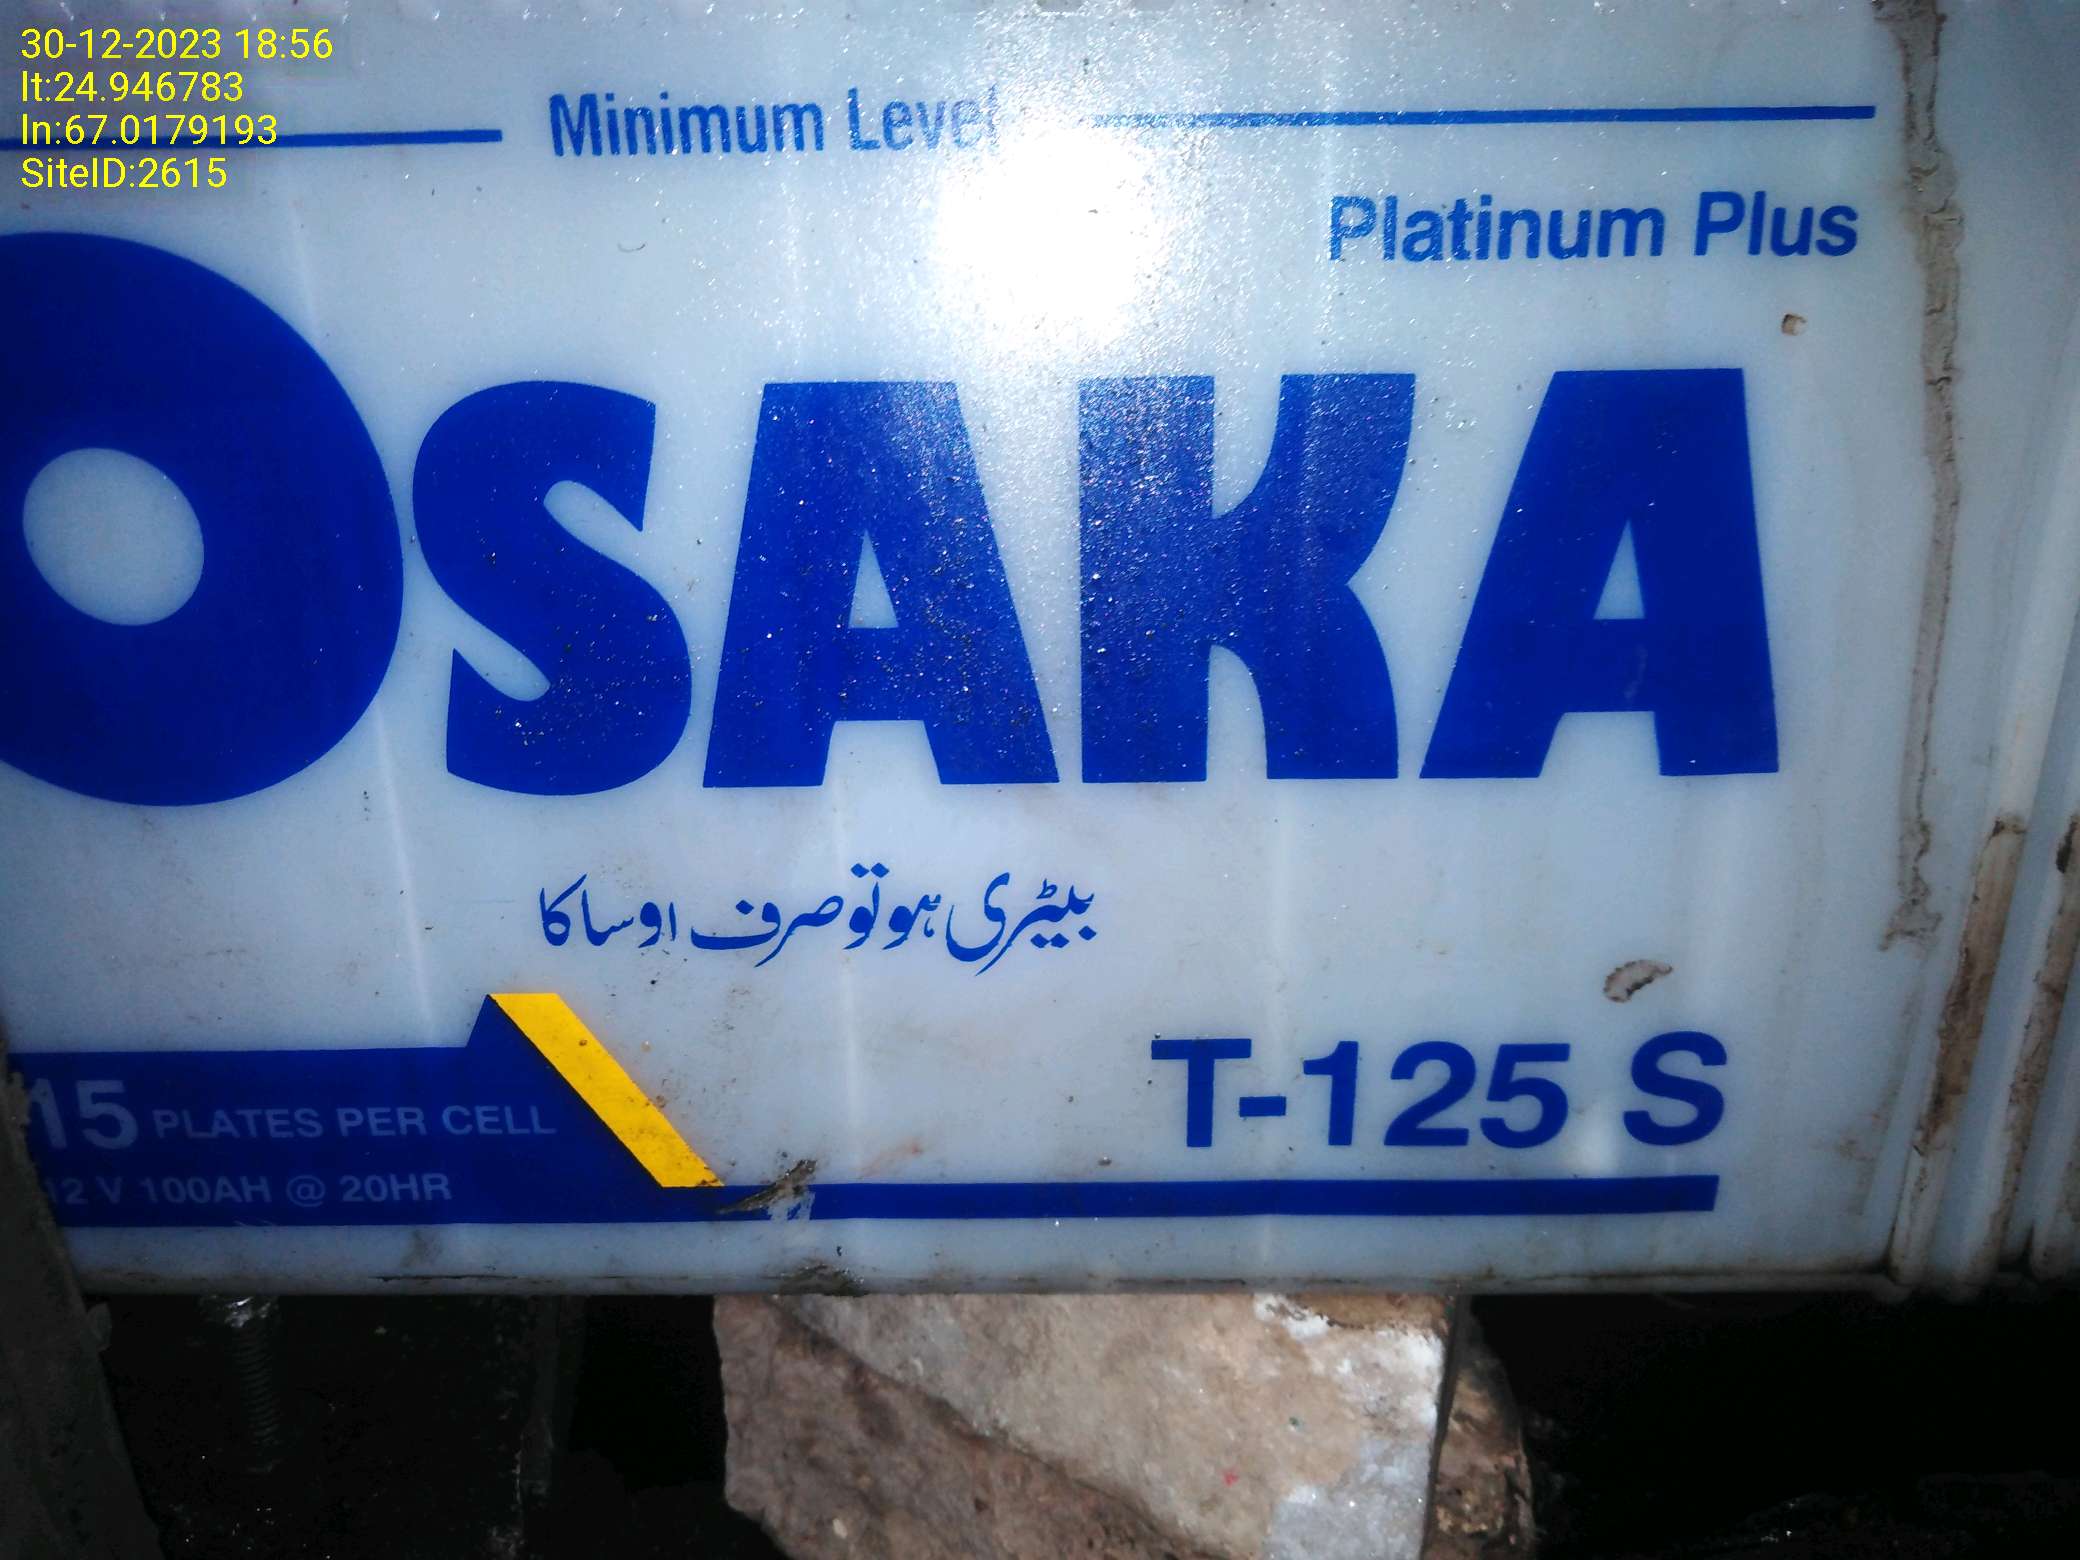 30-12-2023 18:56
lt:24.946783
ln:67.0179193
SiteID:2615
Minimum Level
Platinum Plus
OSAKA
بیٹری ہو تو صرف اوساکا
T-125 S
15 PLATES PER CELL
12 V 100AH @ 20HR